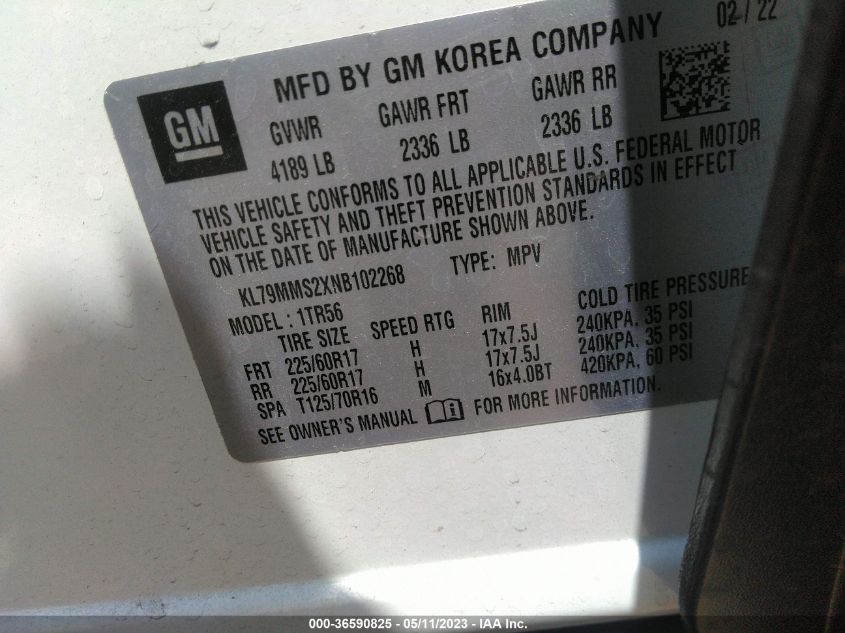 MFD BY GM KOREA COMPANY 02 / 22
GM
GVWR GAWR FRT GAWR RR
4189 LB 2336 LB 2336 LB
THIS VEHICLE CONFORMS TO ALL APPLICABLE U.S. FEDERAL MOTOR
VEHICLE SAFETY AND THEFT PREVENTION STANDARDS IN EFFECT
ON THE DATE OF MANUFACTURE SHOWN ABOVE.
KL79MMS2XNB102268 TYPE: MPV
MODEL : 1TR56
TIRE SIZE SPEED RTG RIM COLD TIRE PRESSURE
FRT 225/60R17 H 17x7.5J 240KPA, 35 PSI
RR 225/60R17 H 17x7.5J 240KPA, 35 PSI
SPA T125/70R16 M 16x4.0BT 420KPA, 60 PSI
SEE OWNER'S MANUAL FOR MORE INFORMATION.
000-36590825 - 05/11/2023 - IAA Inc.